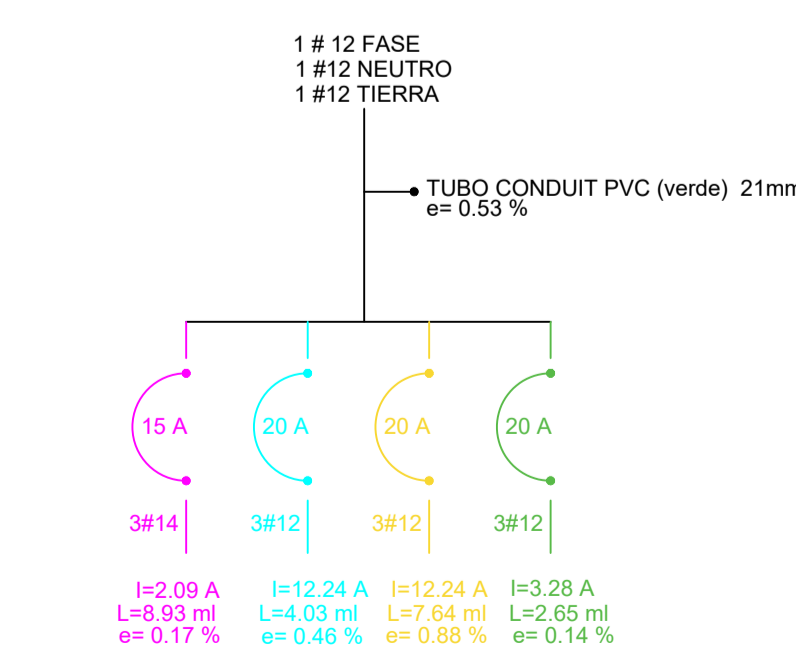 1 # 12 FASE
1 #12 NEUTRO
1 #12 TIERRA
TUBO CONDUIT PVC (verde) 21mm
e= 0.53 %
15 A
20 A
20 A
20 A
3#14
3#12
3#12
3#12
I=2.09 A
L=8.93 ml
e= 0.17 %
I=12.24 A
L=4.03 ml
e= 0.46 %
I=12.24 A
L=7.64 ml
e= 0.88 %
I=3.28 A
L=2.65 ml
e= 0.14 %